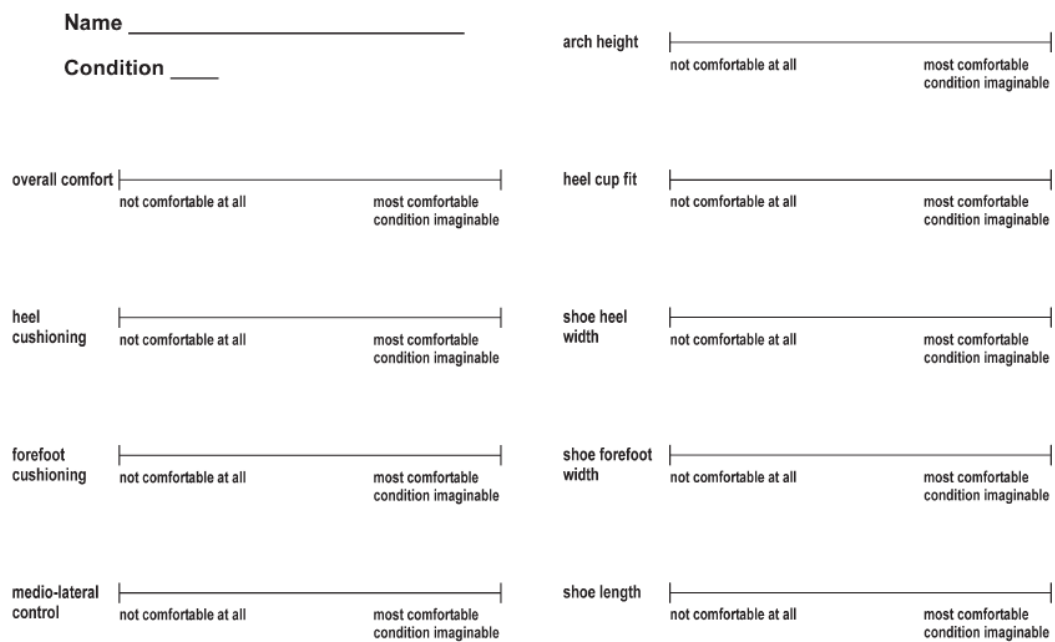 Name
Condition
overall comfort
not comfortable at all
most comfortable
condition imaginable
heel
cushioning
not comfortable at all
most comfortable
condition imaginable
forefoot
cushioning
not comfortable at all
most comfortable
condition imaginable
medio-lateral
control
not comfortable at all
most comfortable
condition imaginable
arch height
not comfortable at all
most comfortable
condition imaginable
heel cup fit
not comfortable at all
most comfortable
condition imaginable
shoe heel
width
not comfortable at all
most comfortable
condition imaginable
shoe forefoot
width
not comfortable at all
most comfortable
condition imaginable
shoe length
not comfortable at all
most comfortable
condition imaginable